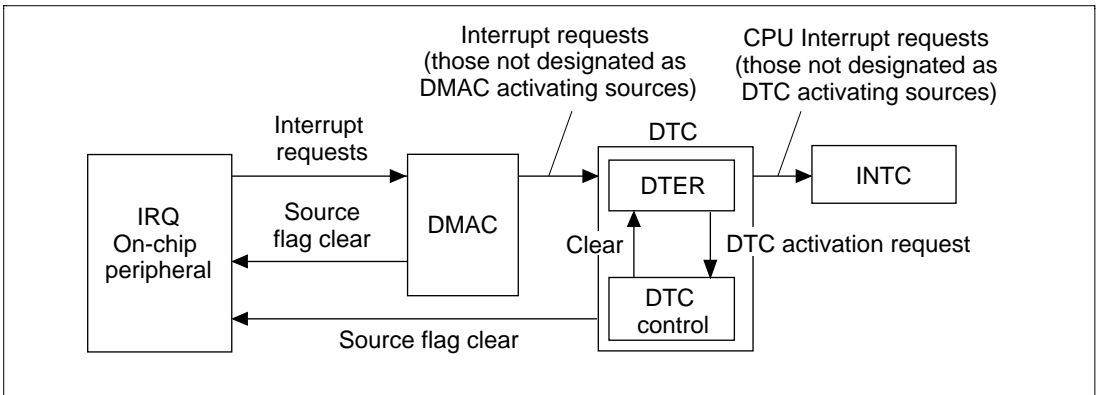 Interrupt requests
(those not designated as
DMAC activating sources)
CPU Interrupt requests
(those not designated as
DTC activating sources)
Interrupt
requests
DTC
IRQ
On-chip
peripheral
DMAC
DTER
INTC
Source
flag clear
Clear
DTC activation request
DTC
control
Source flag clear